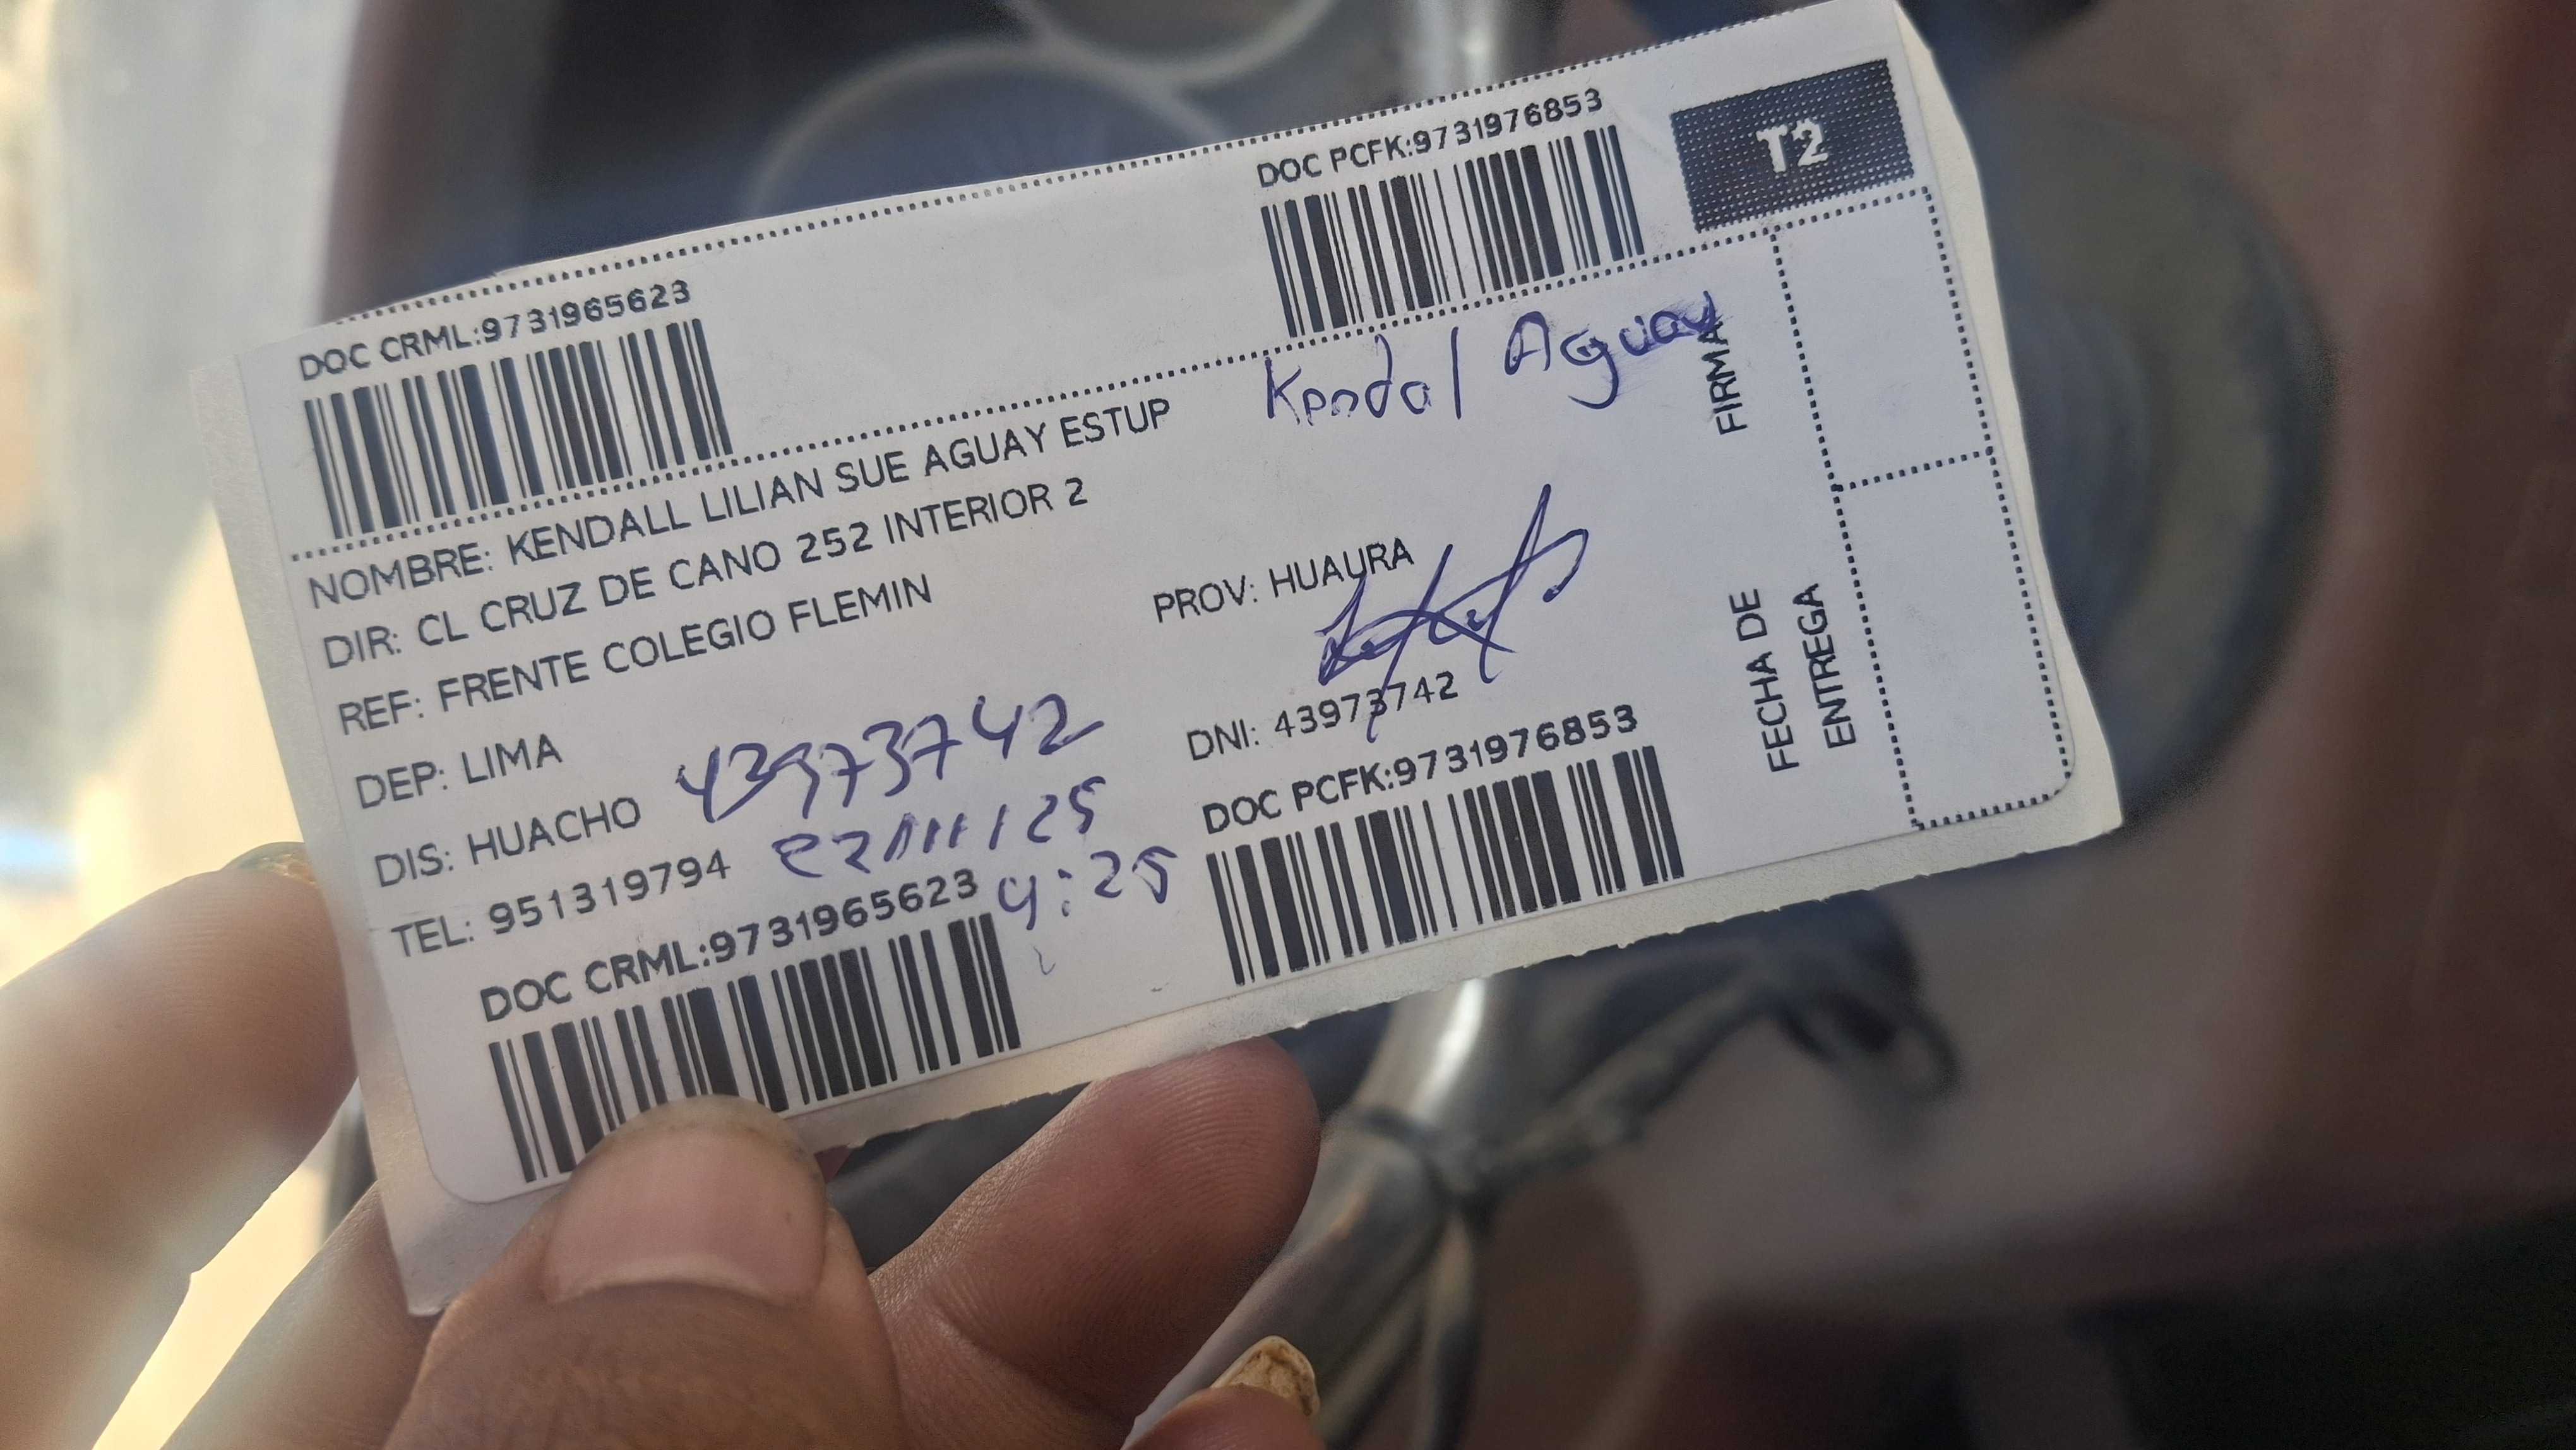 DOC CRML:9731965623
DOC PCFK:9731976853
T2
Kendal Aguay
FIRMA
NOMBRE: KENDALL LILIAN SUE AGUAY ESTUP
DIR: CL CRUZ DE CANO 252 INTERIOR 2
REF: FRENTE COLEGIO FLEMIN
DEP: LIMA
PROV: HUAURA
DIS: HUACHO
43973742
DNI: 43973742
TEL: 951319794
FECHA DE
ENTREGA
DOC CRML:9731965623
DOC PCFK:9731976853